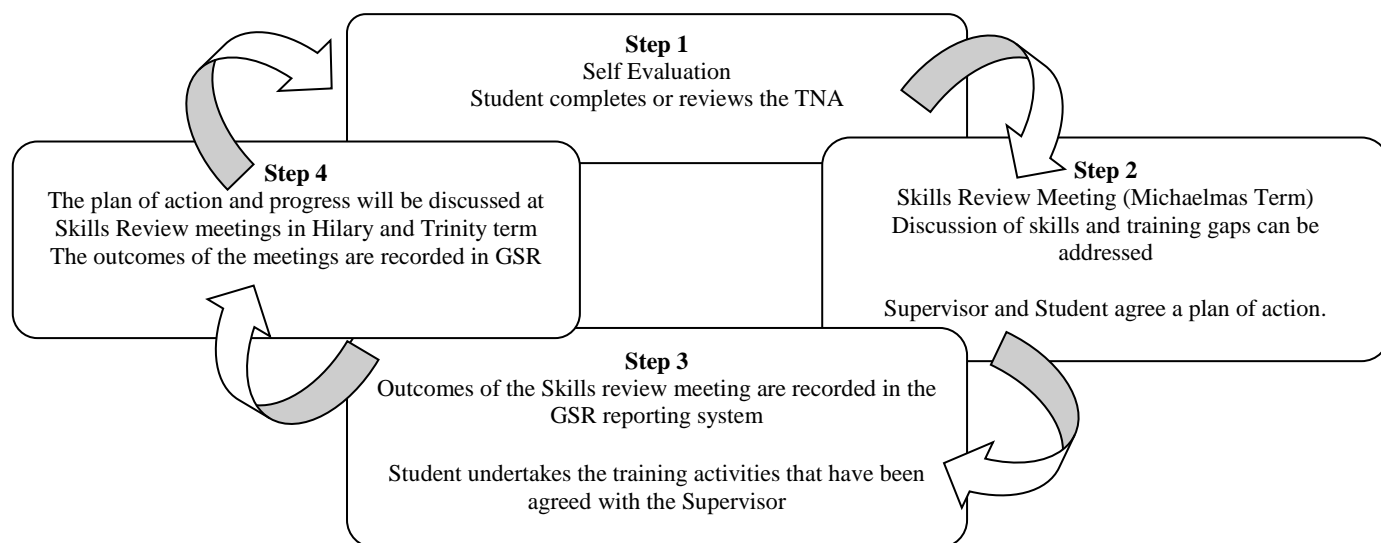 Step 1
Self Evaluation
Student completes or reviews the TNA
Step 2
Skills Review Meeting (Michaelmas Term)
Discussion of skills and training gaps can be
addressed
Supervisor and Student agree a plan of action.
Step 3
Outcomes of the Skills review meeting are recorded in the
GSR reporting system
Student undertakes the training activities that have been
agreed with the Supervisor
Step 4
The plan of action and progress will be discussed at
Skills Review meetings in Hilary and Trinity term
The outcomes of the meetings are recorded in GSR